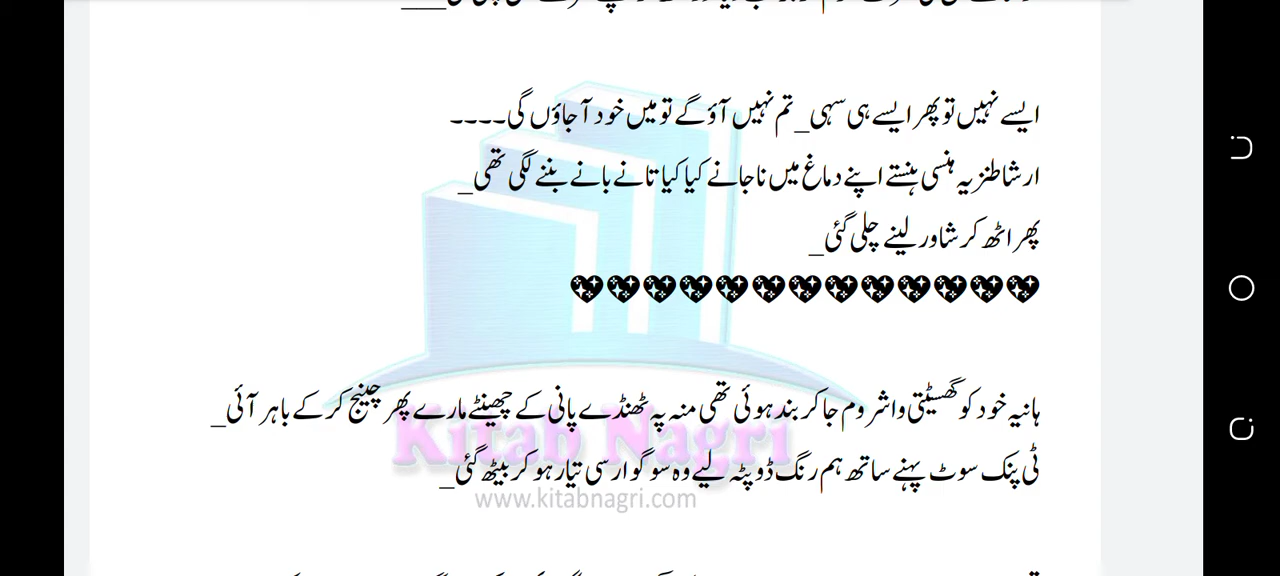 ایسے نہیں تو پھر ایسے ہی سہی_ تم نہیں آؤ گے تو میں خود آ جاؤں گی۔۔۔۔
ارشا طنزیہ ہنسی ہنستے اپنے دماغ میں ناجانے کیا کیا تانے بانے بننے لگی تھی_
پھر اٹھ کر شاور لینے چلی گئی_
💖💖💖💖💖💖💖💖💖💖💖💖💖
ہانیہ خود کو گھسیٹتی واشروم جا کر بند ہوئی تھی منہ پہ ٹھنڈے پانی کے چھینٹے مارے پھر چینج کر کے باہر آئی_
Kitab Nagri
ٹی پنک سوٹ پہنے ساتھ ہم رنگ ڈوپٹہ لیے وہ سوگوار سی تیار ہو کر بیٹھ گئی_
www.kitabnagri.com